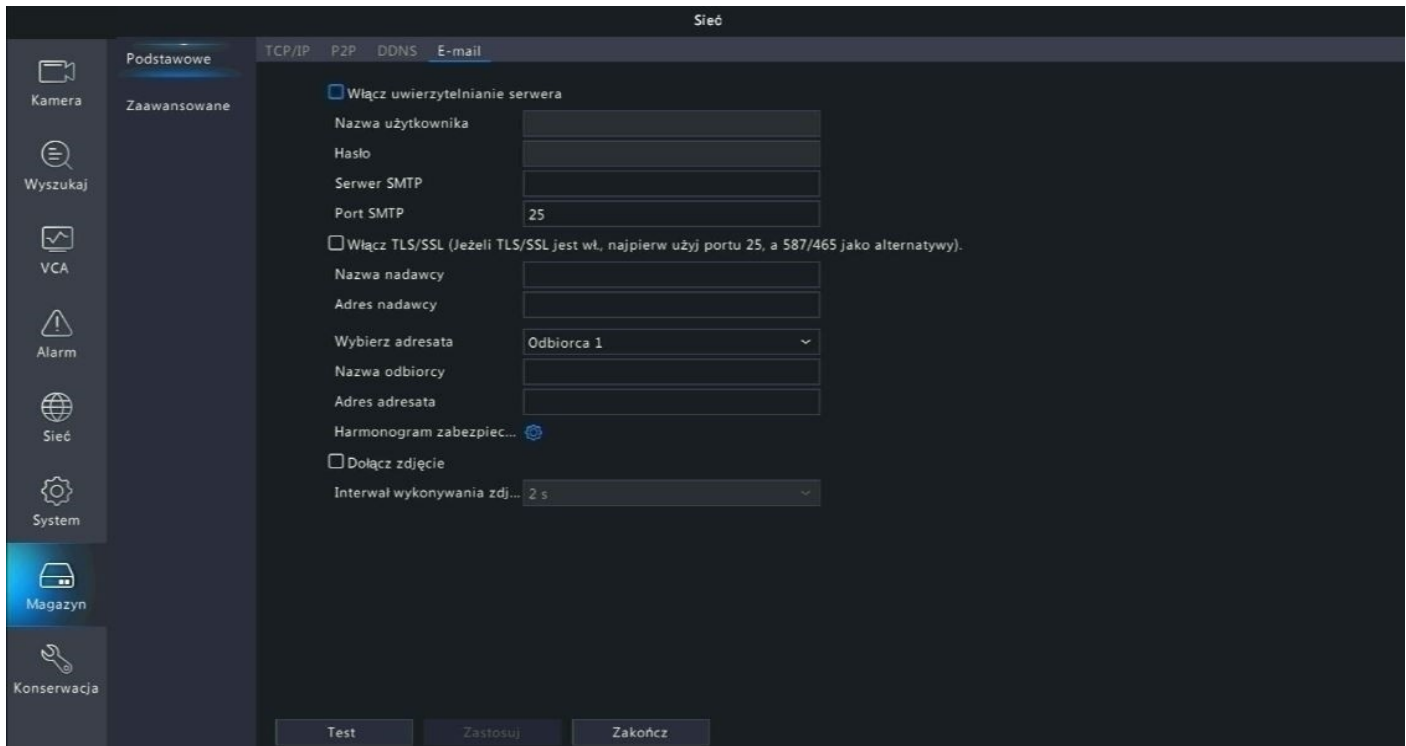 Sieć
Kamera
Wyszukaj
VCA
Alarm
Sieć
System
Magazyn
Konserwacja
Podstawowe
Zaawansowane
TCP/IP P2P DDNS E-mail
Włącz uwierzytelnianie serwera
Nazwa użytkownika
Hasło
Serwer SMTP
Port SMTP 25
Włącz TLS/SSL (Jeżeli TLS/SSL jest wł., najpierw użyj portu 25, a 587/465 jako alternatywy).
Nazwa nadawcy
Adres nadawcy
Wybierz adresata Odbiorca 1
Nazwa odbiorcy
Adres adresata
Harmonogram zabezpiec...
Dołącz zdjęcie
Interwał wykonywania zdj... 2 s
Test Zastosuj Zakończ